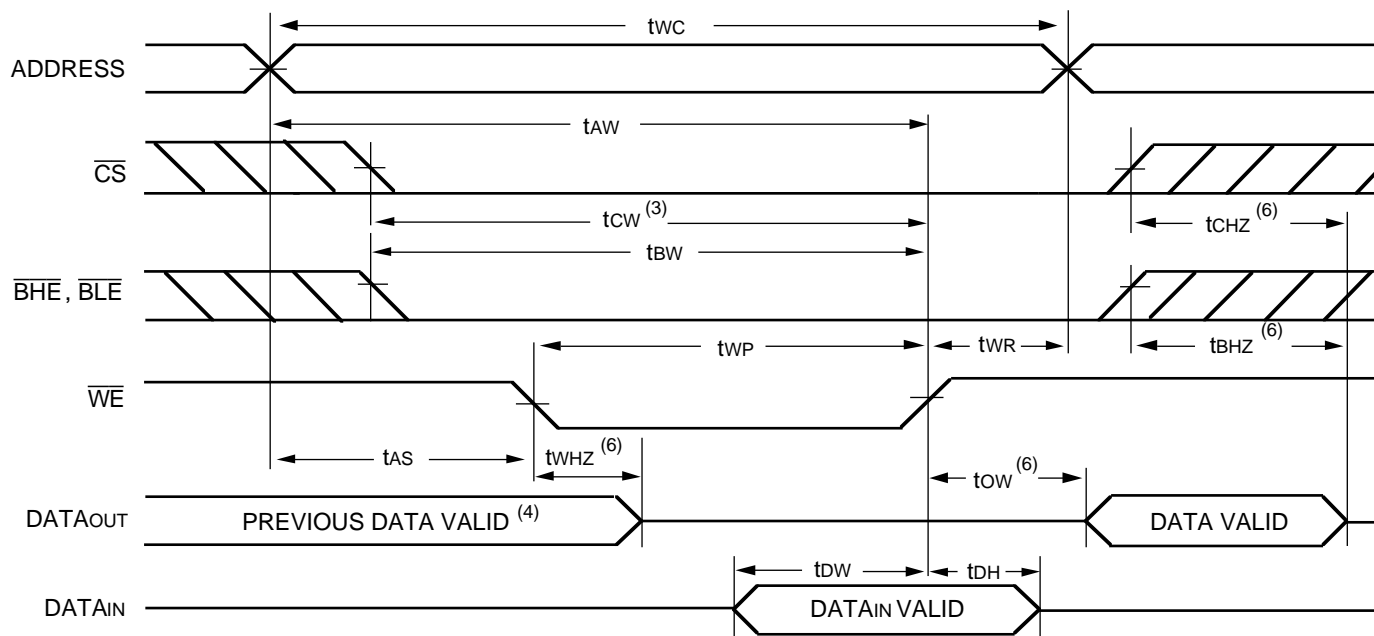 tWC
ADDRESS
tAW
CS
tCW (3)
tCHZ (6)
tBW
BHE, BLE
tWP
tWR
tBHZ (6)
WE
tAS
tWHZ (6)
tOW (6)
DATAOUT
PREVIOUS DATA VALID (4)
DATA VALID
tDW
tDH
DATAIN
DATAIN VALID